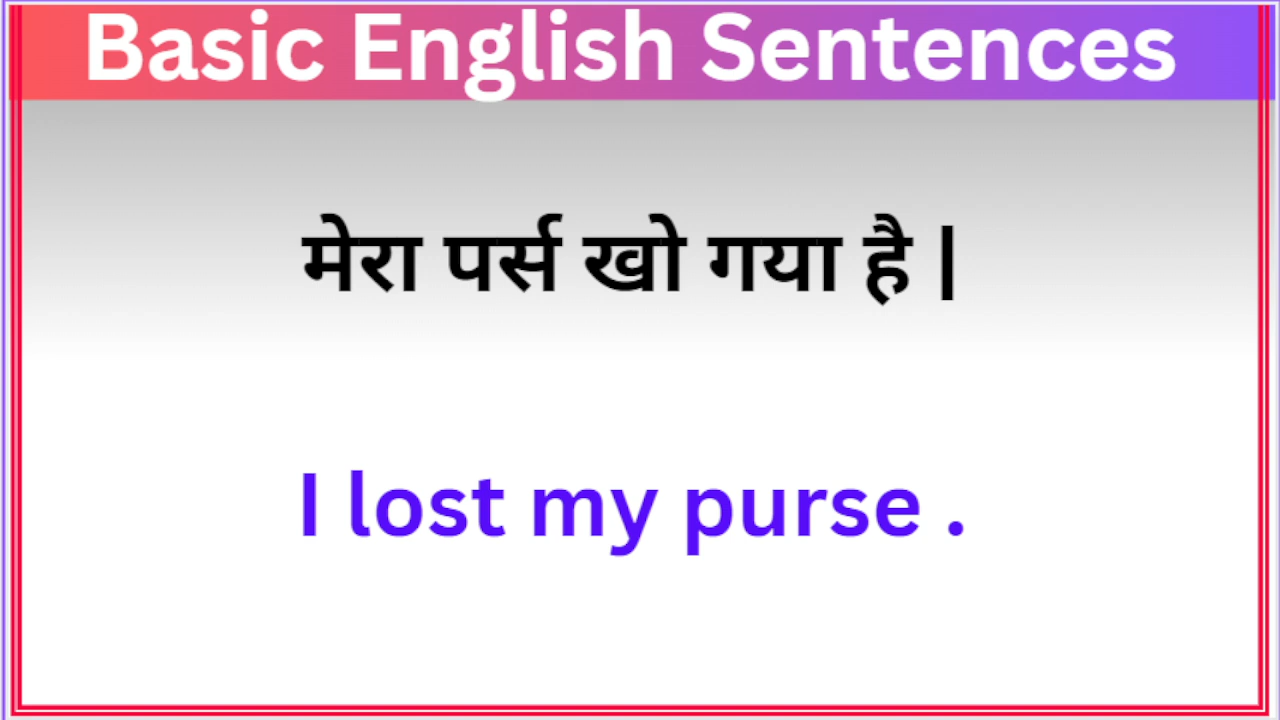 Basic English Sentences
मेरा पर्स खो गया है |
I lost my purse .